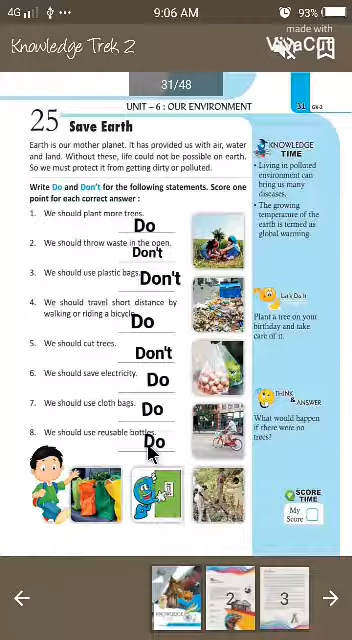 4G 9:06 AM 93%
made with
VivaCut
Knowledge Trek 2
31/48
UNIT – 6 : OUR ENVIRONMENT 31 GK-2
25 Save Earth
Earth is our mother planet. It has provided us with air, water
and land. Without these, life could not be possible on earth.
So we must protect it from getting dirty or polluted.
Write Do and Don't for the following statements. Score one
point for each correct answer :
1. We should plant more trees.
Do
2. We should throw waste in the open.
Don't
3. We should use plastic bags.
Don't
4. We should travel short distance by
walking or riding a bicycle.
Do
5. We should cut trees.
Don't
6. We should save electricity.
Do
7. We should use cloth bags.
Do
8. We should use reusable bottles.
Do
KNOWLEDGE
TIME
• Living in polluted
environment can
bring us many
diseases.
• The growing
temperature of the
earth is termed as
global warming.
Let's Do It
Plant a tree on your
birthday and take
care of it.
THINK
& ANSWER
What would happen
if there were no
trees?
SCORE
TIME
My
Score
2
3